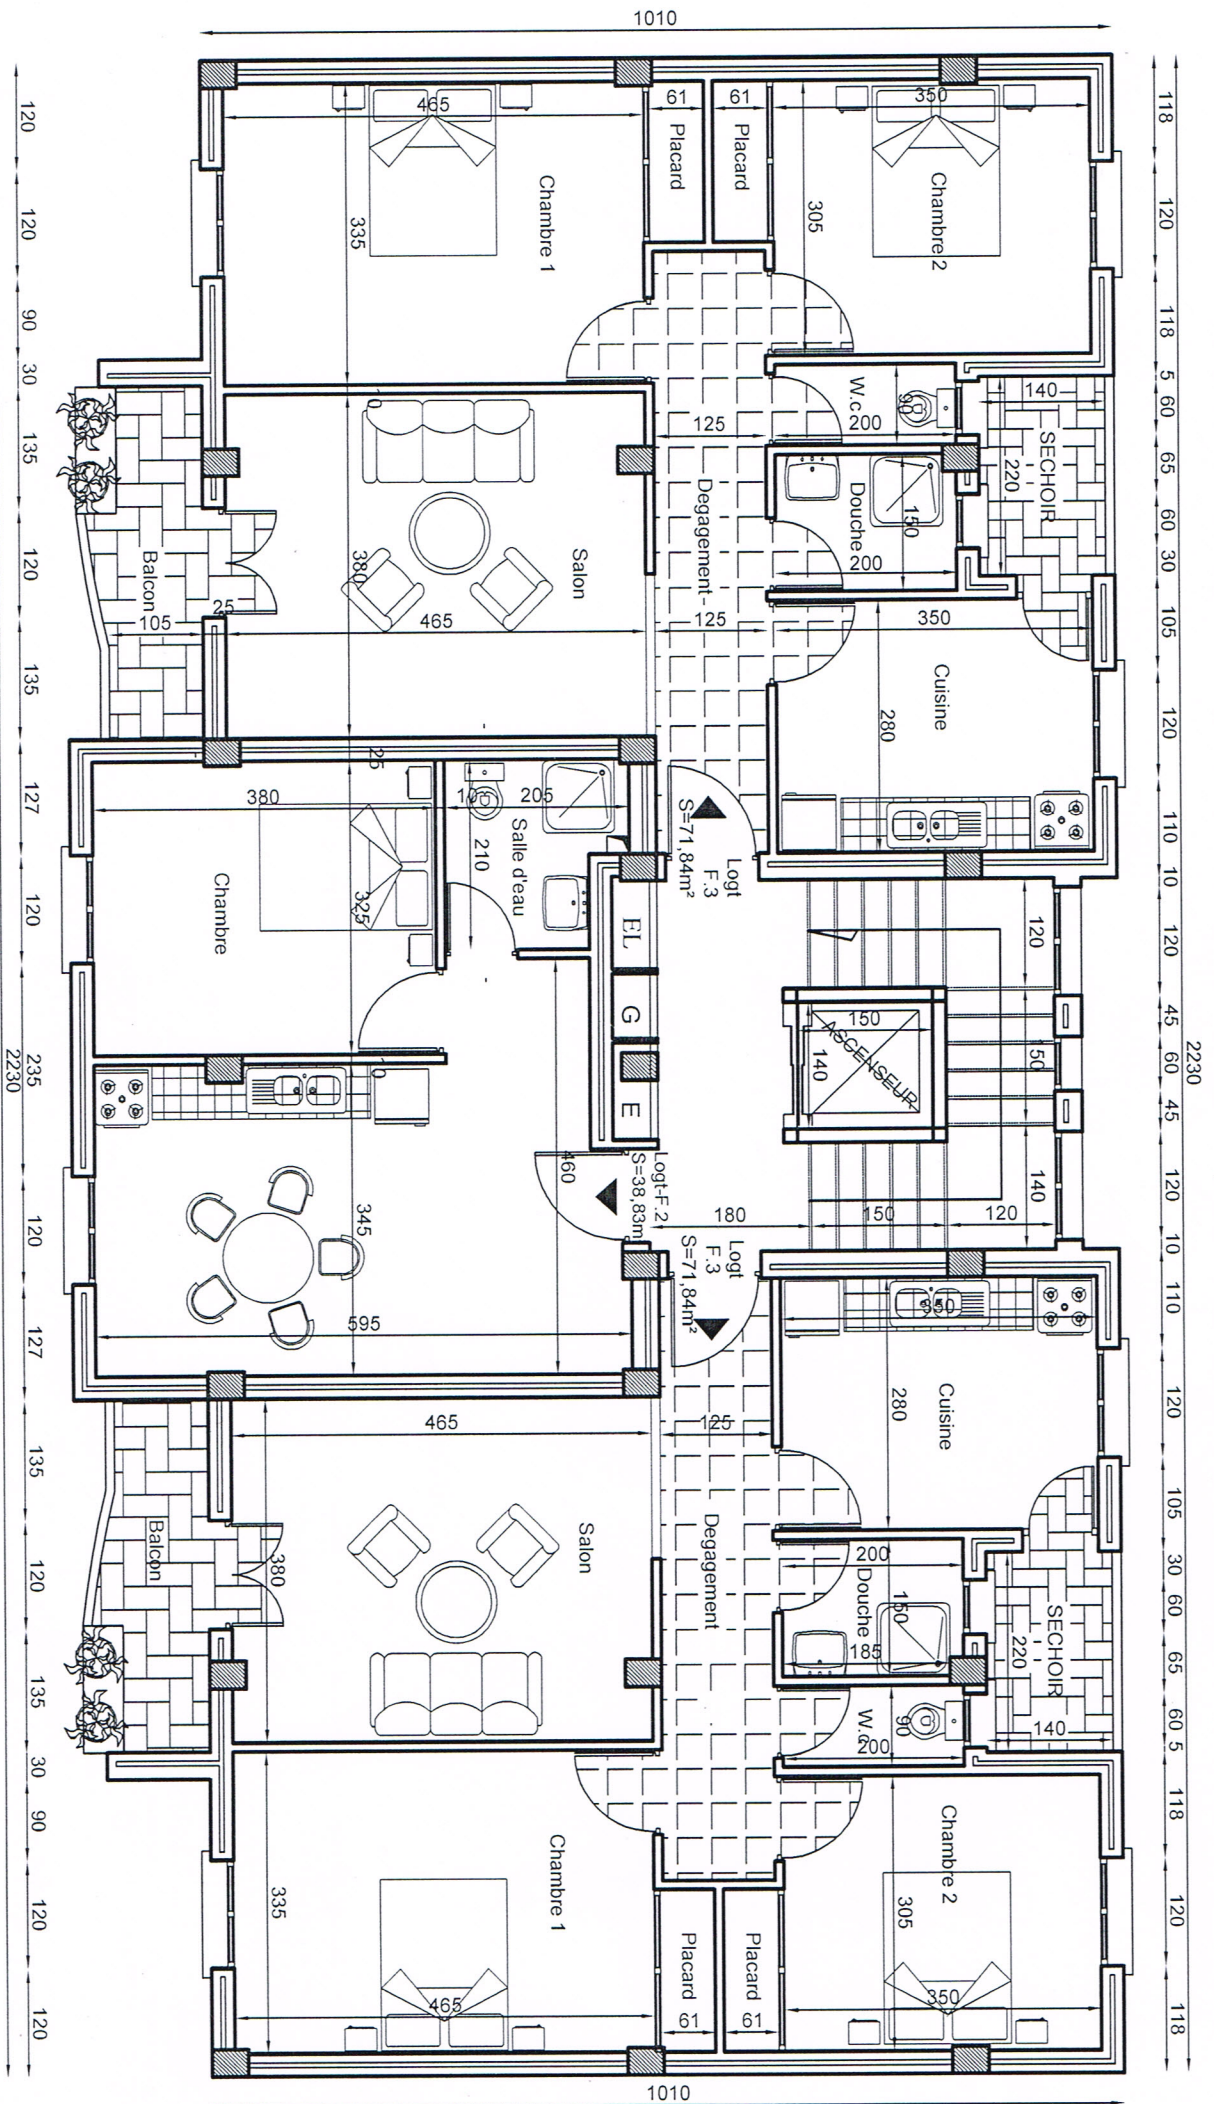 1010
118
120
118
5
60
65
60
30
105
120
110
10
120
45
60
45
120
10
110
120
105
30
60
65
60
5
118
120
118
2230
Chambre 2
350
305
Placard
61
Placard
61
Chambre 1
465
335
SECHOIR
140
220
W.c
90
200
Douche
150
200
Degagement
125
125
Cuisine
350
280
Salon
380
465
Balcon
105
25
Logt
F.3
S=71,84m²
120
50
140
ASCENSEUR
150
140
180
150
120
EL
G
E
Salle d'eau
205
10
210
25
Chambre
380
325
Logt-F.2
S=38,83m
460
345
595
Logt
F.3
S=71,84m²
Cuisine
350
280
Degagement
125
Salon
465
380
Balcon
SECHOIR
220
140
Douche
200
150
185
W.c
90
200
Chambre 2
305
350
Placard
61
Placard
61
Chambre 1
335
465
120
120
90
30
135
120
135
127
120
235
120
127
135
120
135
30
90
120
120
2230
1010